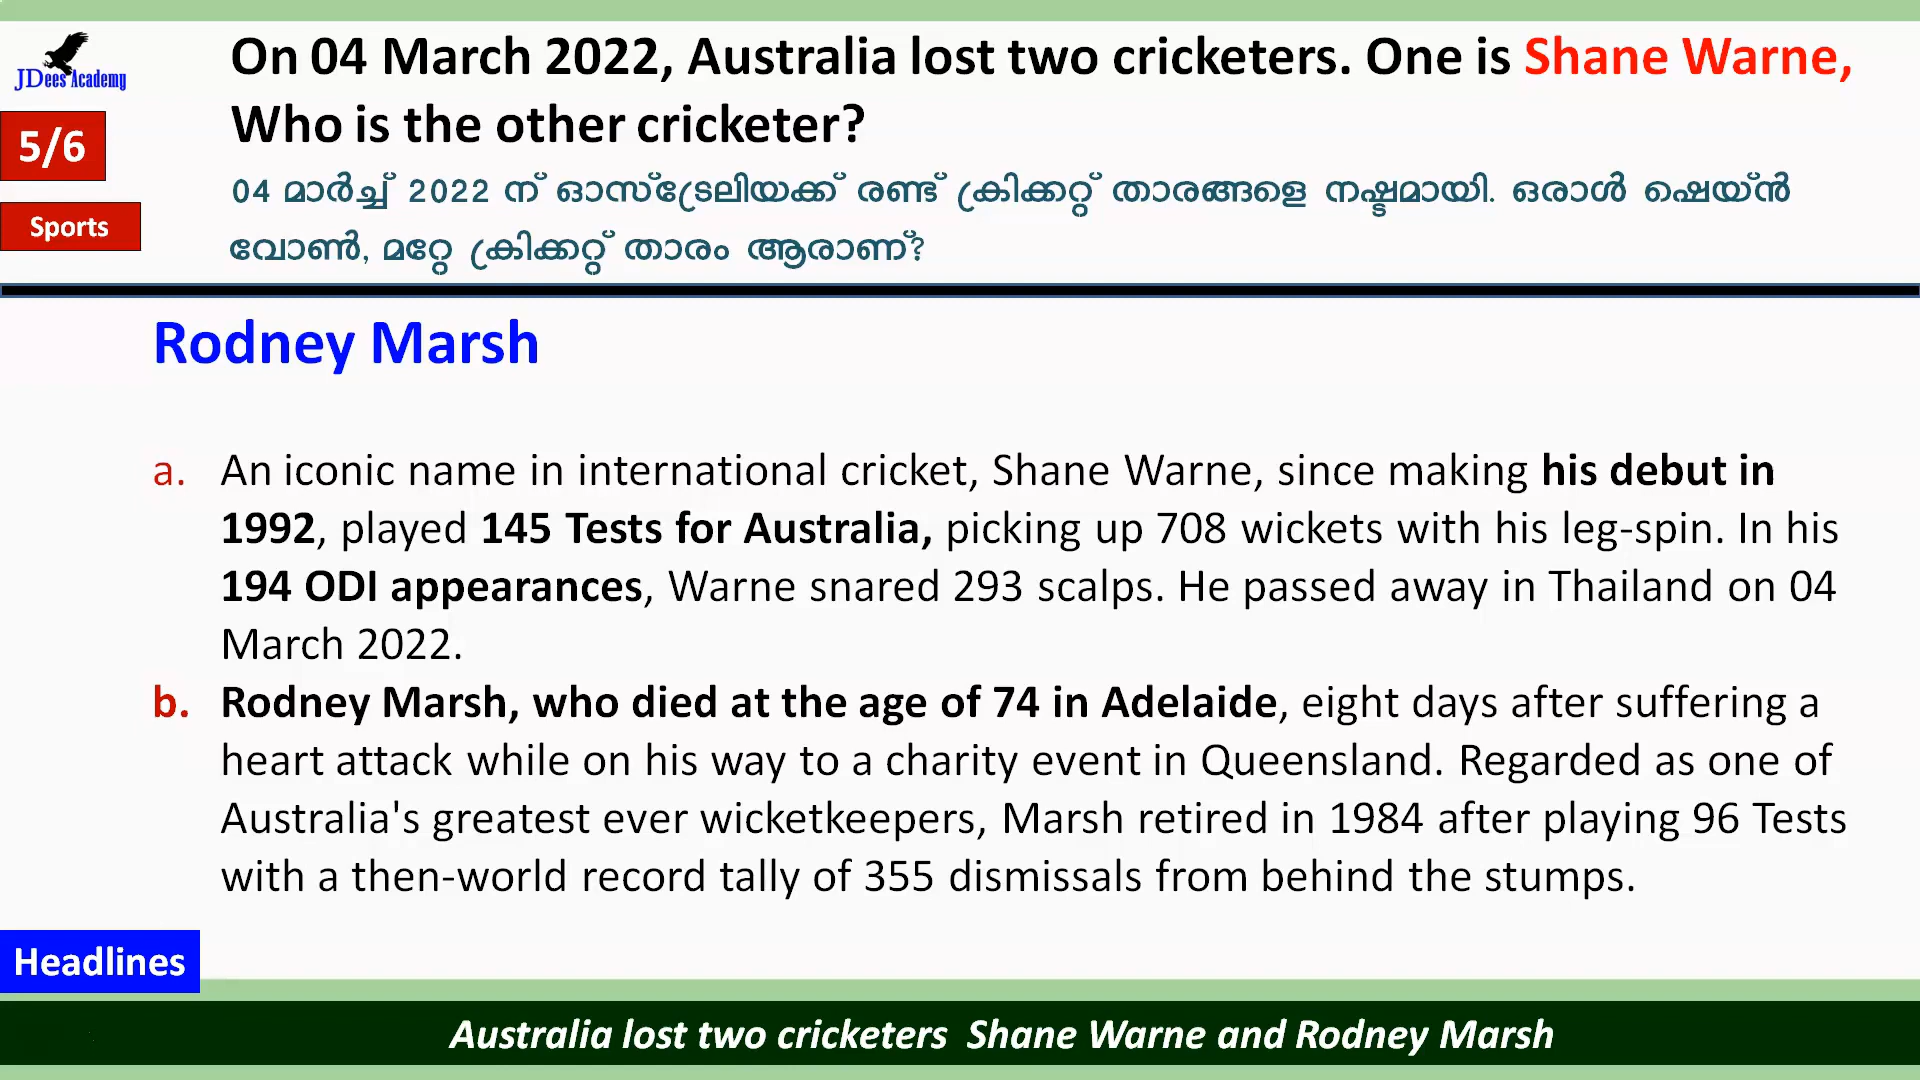 JDees Academy
On 04 March 2022, Australia lost two cricketers. One is Shane Warne,
Who is the other cricketer?
5/6
04 മാർച്ച് 2022 ന് ഓസ്ട്രേലിയക്ക് രണ്ട് ക്രിക്കറ്റ് താരങ്ങളെ നഷ്ടമായി. ഒരാൾ ഷെയ്ൻ
Sports
വോൺ, മറ്റേ ക്രിക്കറ്റ് താരം ആരാണ്?
Rodney Marsh
a. An iconic name in international cricket, Shane Warne, since making his debut in
1992, played 145 Tests for Australia, picking up 708 wickets with his leg-spin. In his
194 ODI appearances, Warne snared 293 scalps. He passed away in Thailand on 04
March 2022.
b. Rodney Marsh, who died at the age of 74 in Adelaide, eight days after suffering a
heart attack while on his way to a charity event in Queensland. Regarded as one of
Australia's greatest ever wicketkeepers, Marsh retired in 1984 after playing 96 Tests
with a then-world record tally of 355 dismissals from behind the stumps.
Headlines
Australia lost two cricketers Shane Warne and Rodney Marsh